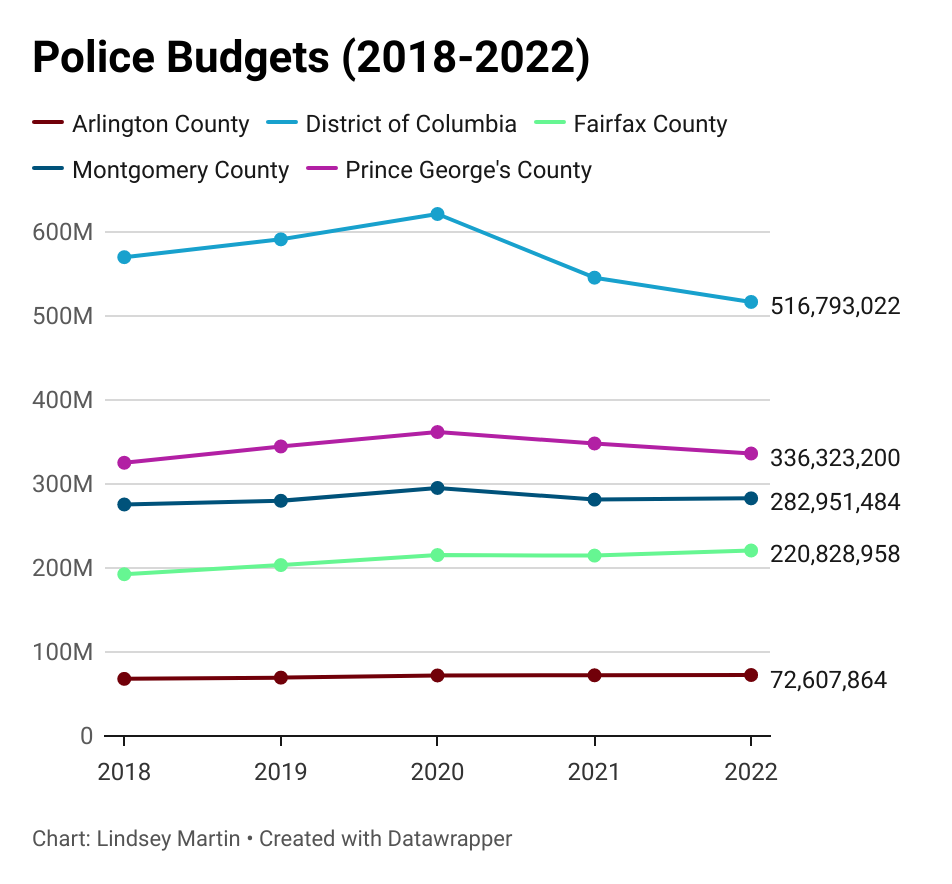 Police Budgets (2018-2022)
Arlington County District of Columbia Fairfax County
Montgomery County Prince George's County
600M
500M
516,793,022
400M
336,323,200
300M
282,951,484
220,828,958
200M
100M
72,607,864
0
2018 2019 2020 2021 2022
Chart: Lindsey Martin • Created with Datawrapper